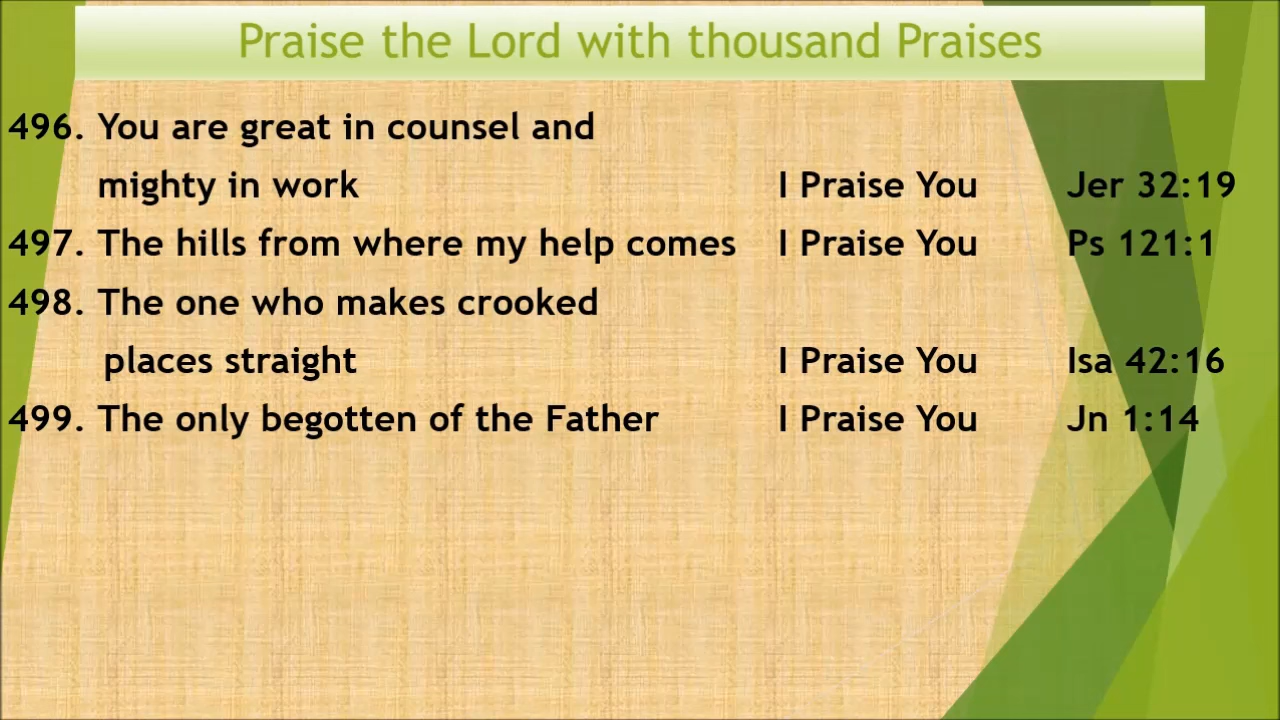 Praise the Lord with thousand Praises
496. You are great in counsel and
mighty in work I Praise You Jer 32:19
497. The hills from where my help comes I Praise You Ps 121:1
498. The one who makes crooked
places straight I Praise You Isa 42:16
499. The only begotten of the Father I Praise You Jn 1:14